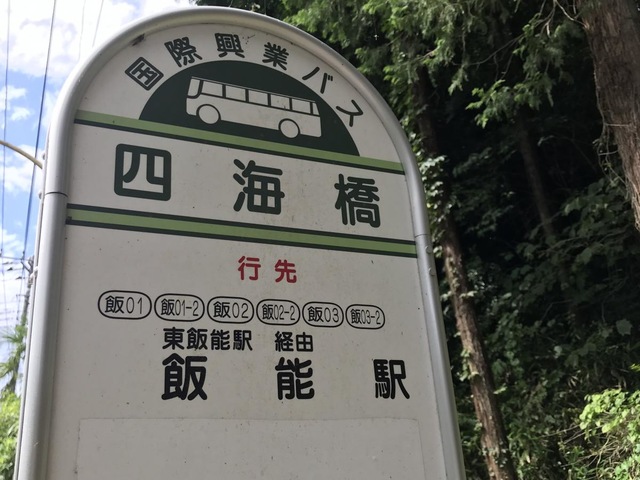 国際興業バス
四海橋
行先
飯01 飯01-2 飯02 飯02-2 飯03 飯03-2
東飯能駅 経由
飯能駅